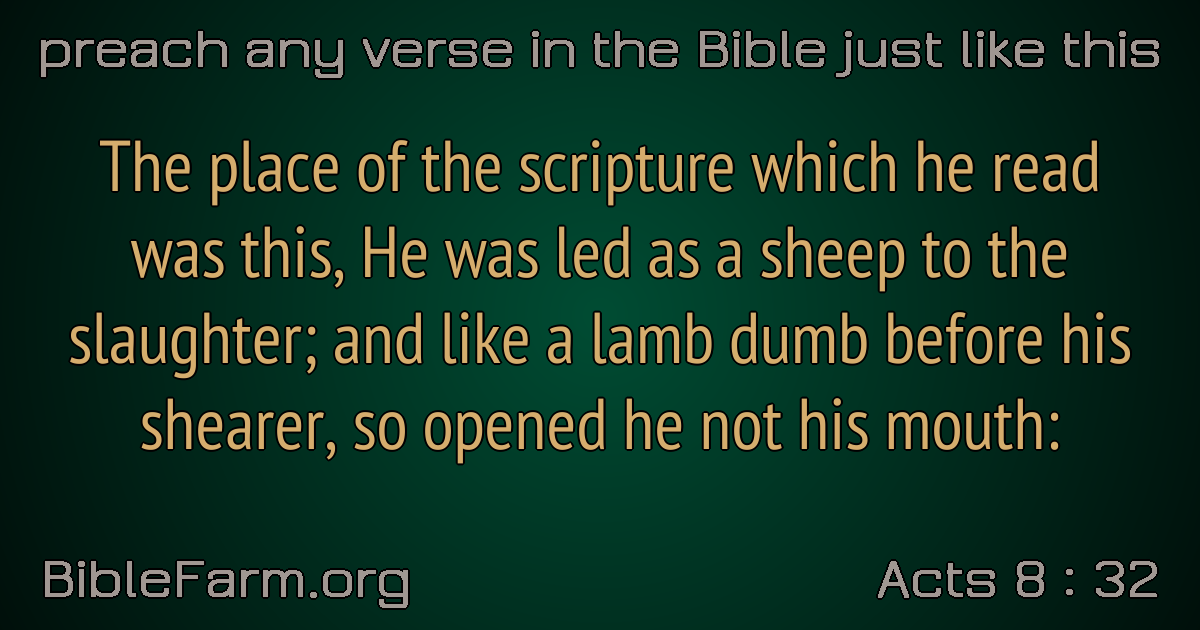 preach any verse in the Bible just like this
The place of the scripture which he read
was this, He was led as a sheep to the
slaughter; and like a lamb dumb before his
shearer, so opened he not his mouth:
BibleFarm.org
Acts 8 : 32